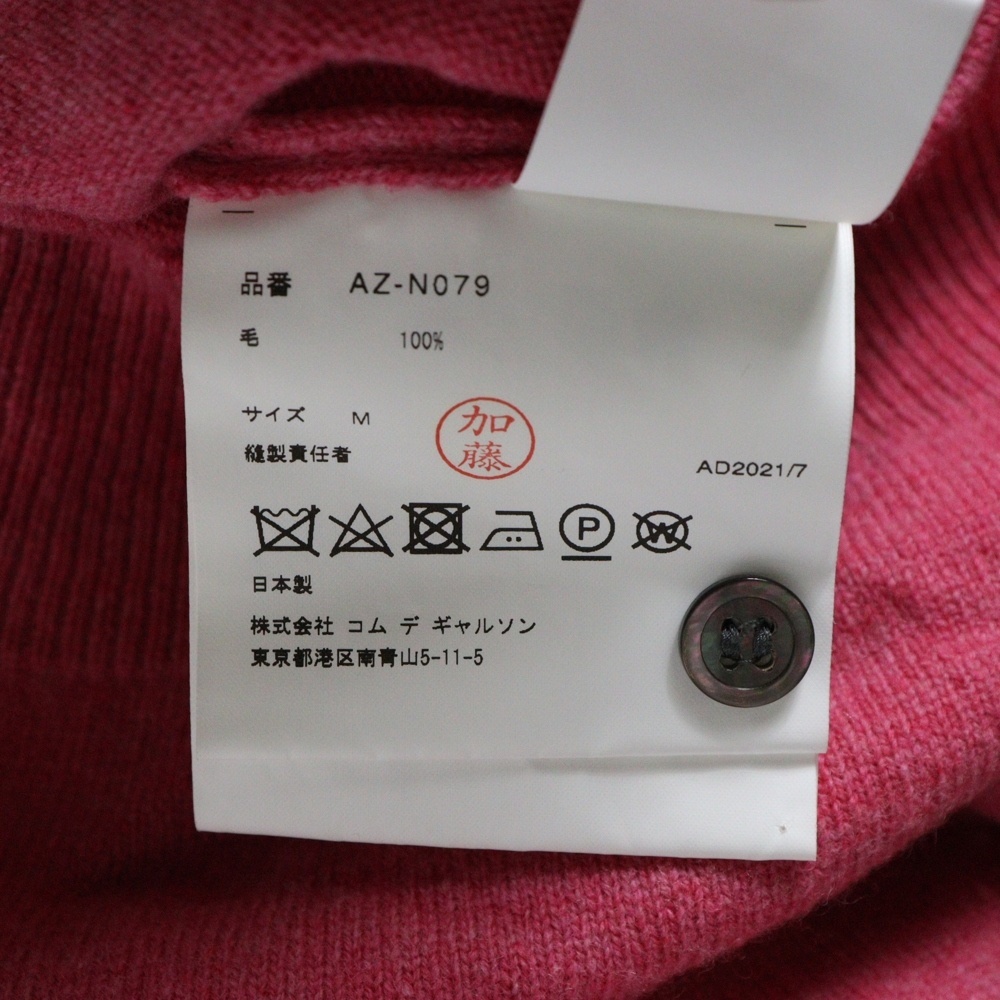 品番 AZ-N079
毛 100%
サイズ M
縫製責任者
加藤
AD2021/7
P
W
日本製
株式会社 コム デ ギャルソン
東京都港区南青山5-11-5